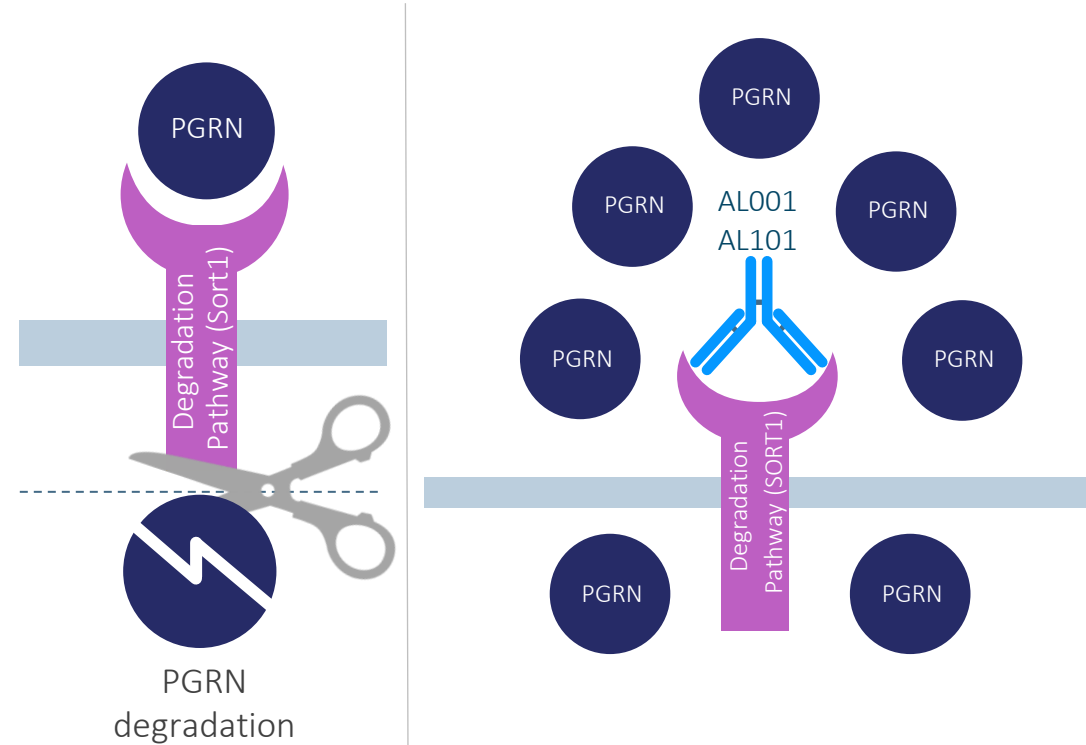 PGRN
Degradation
Pathway (Sort1)
PGRN
degradation
PGRN
PGRN
PGRN
AL001
AL101
PGRN
PGRN
Degradation
Pathway (SORT1)
PGRN
PGRN